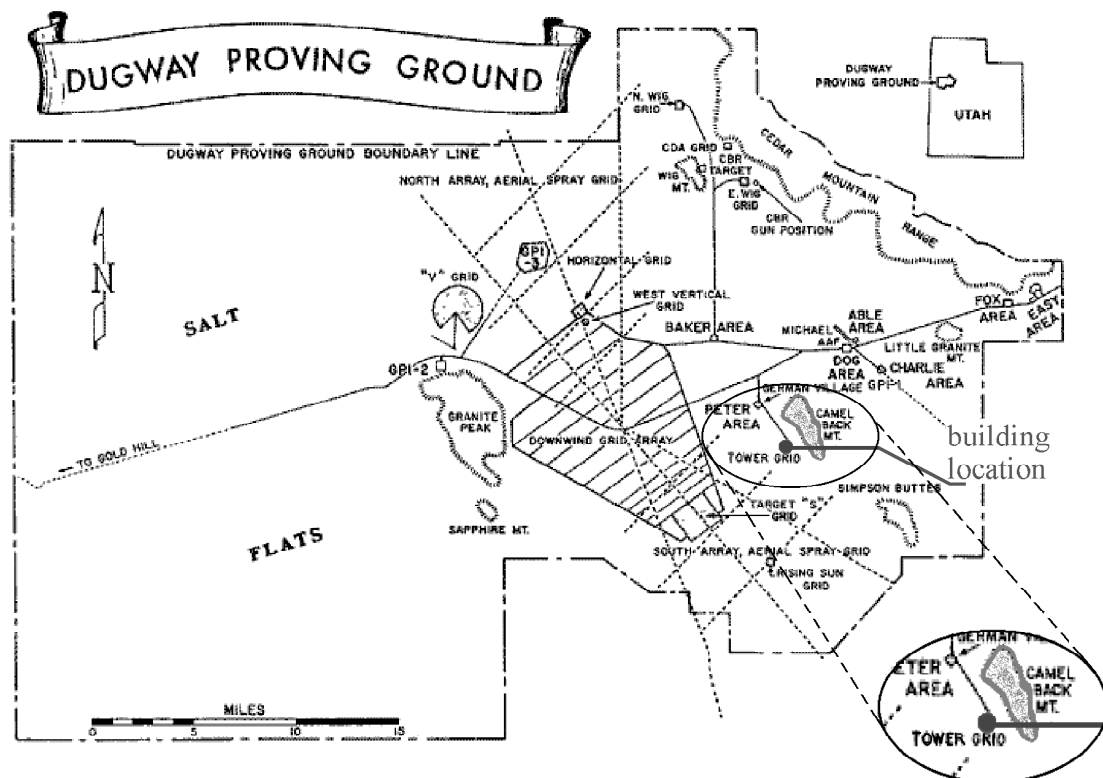 DUGWAY PROVING GROUND
DUGWAY
PROVING GROUND
UTAH
N. WIG
GRID
CDA GRID
CBR
TARGET
WIG
MT.
E. WIG
GRID
CBR
GUN POSITION
CEDAR
MOUNTAIN
RANGE
DUGWAY PROVING GROUND BOUNDARY LINE
NORTH ARRAY, AERIAL SPRAY GRID
N
GPI
-3
"V" GRID
HORIZONTAL GRID
WEST VERTICAL
GRID
SALT
BAKER AREA
MICHAEL
AAF
ABLE
AREA
FOX
AREA
EAST
AREA
DOG
AREA
LITTLE GRANITE
MT.
CHARLIE AREA
GPI-1
GPI-2
GRANITE
PEAK
GERMAN VILLAGE
PETER
AREA
CAMEL
BACK
MT.
DOWNWIND GRID, ARRAY
TOWER GRID
building
location
TO GOLD HILL
SIMPSON BUTTES
TARGET "S"
GRID
SAPPHIRE MT.
FLATS
SOUTH ARRAY, AERIAL SPRAY GRID
RISING SUN
GRID
GERMAN VIL
ETER
AREA
CAMEL
BACK
MT.
TOWER GRID
MILES
0 5 10 15